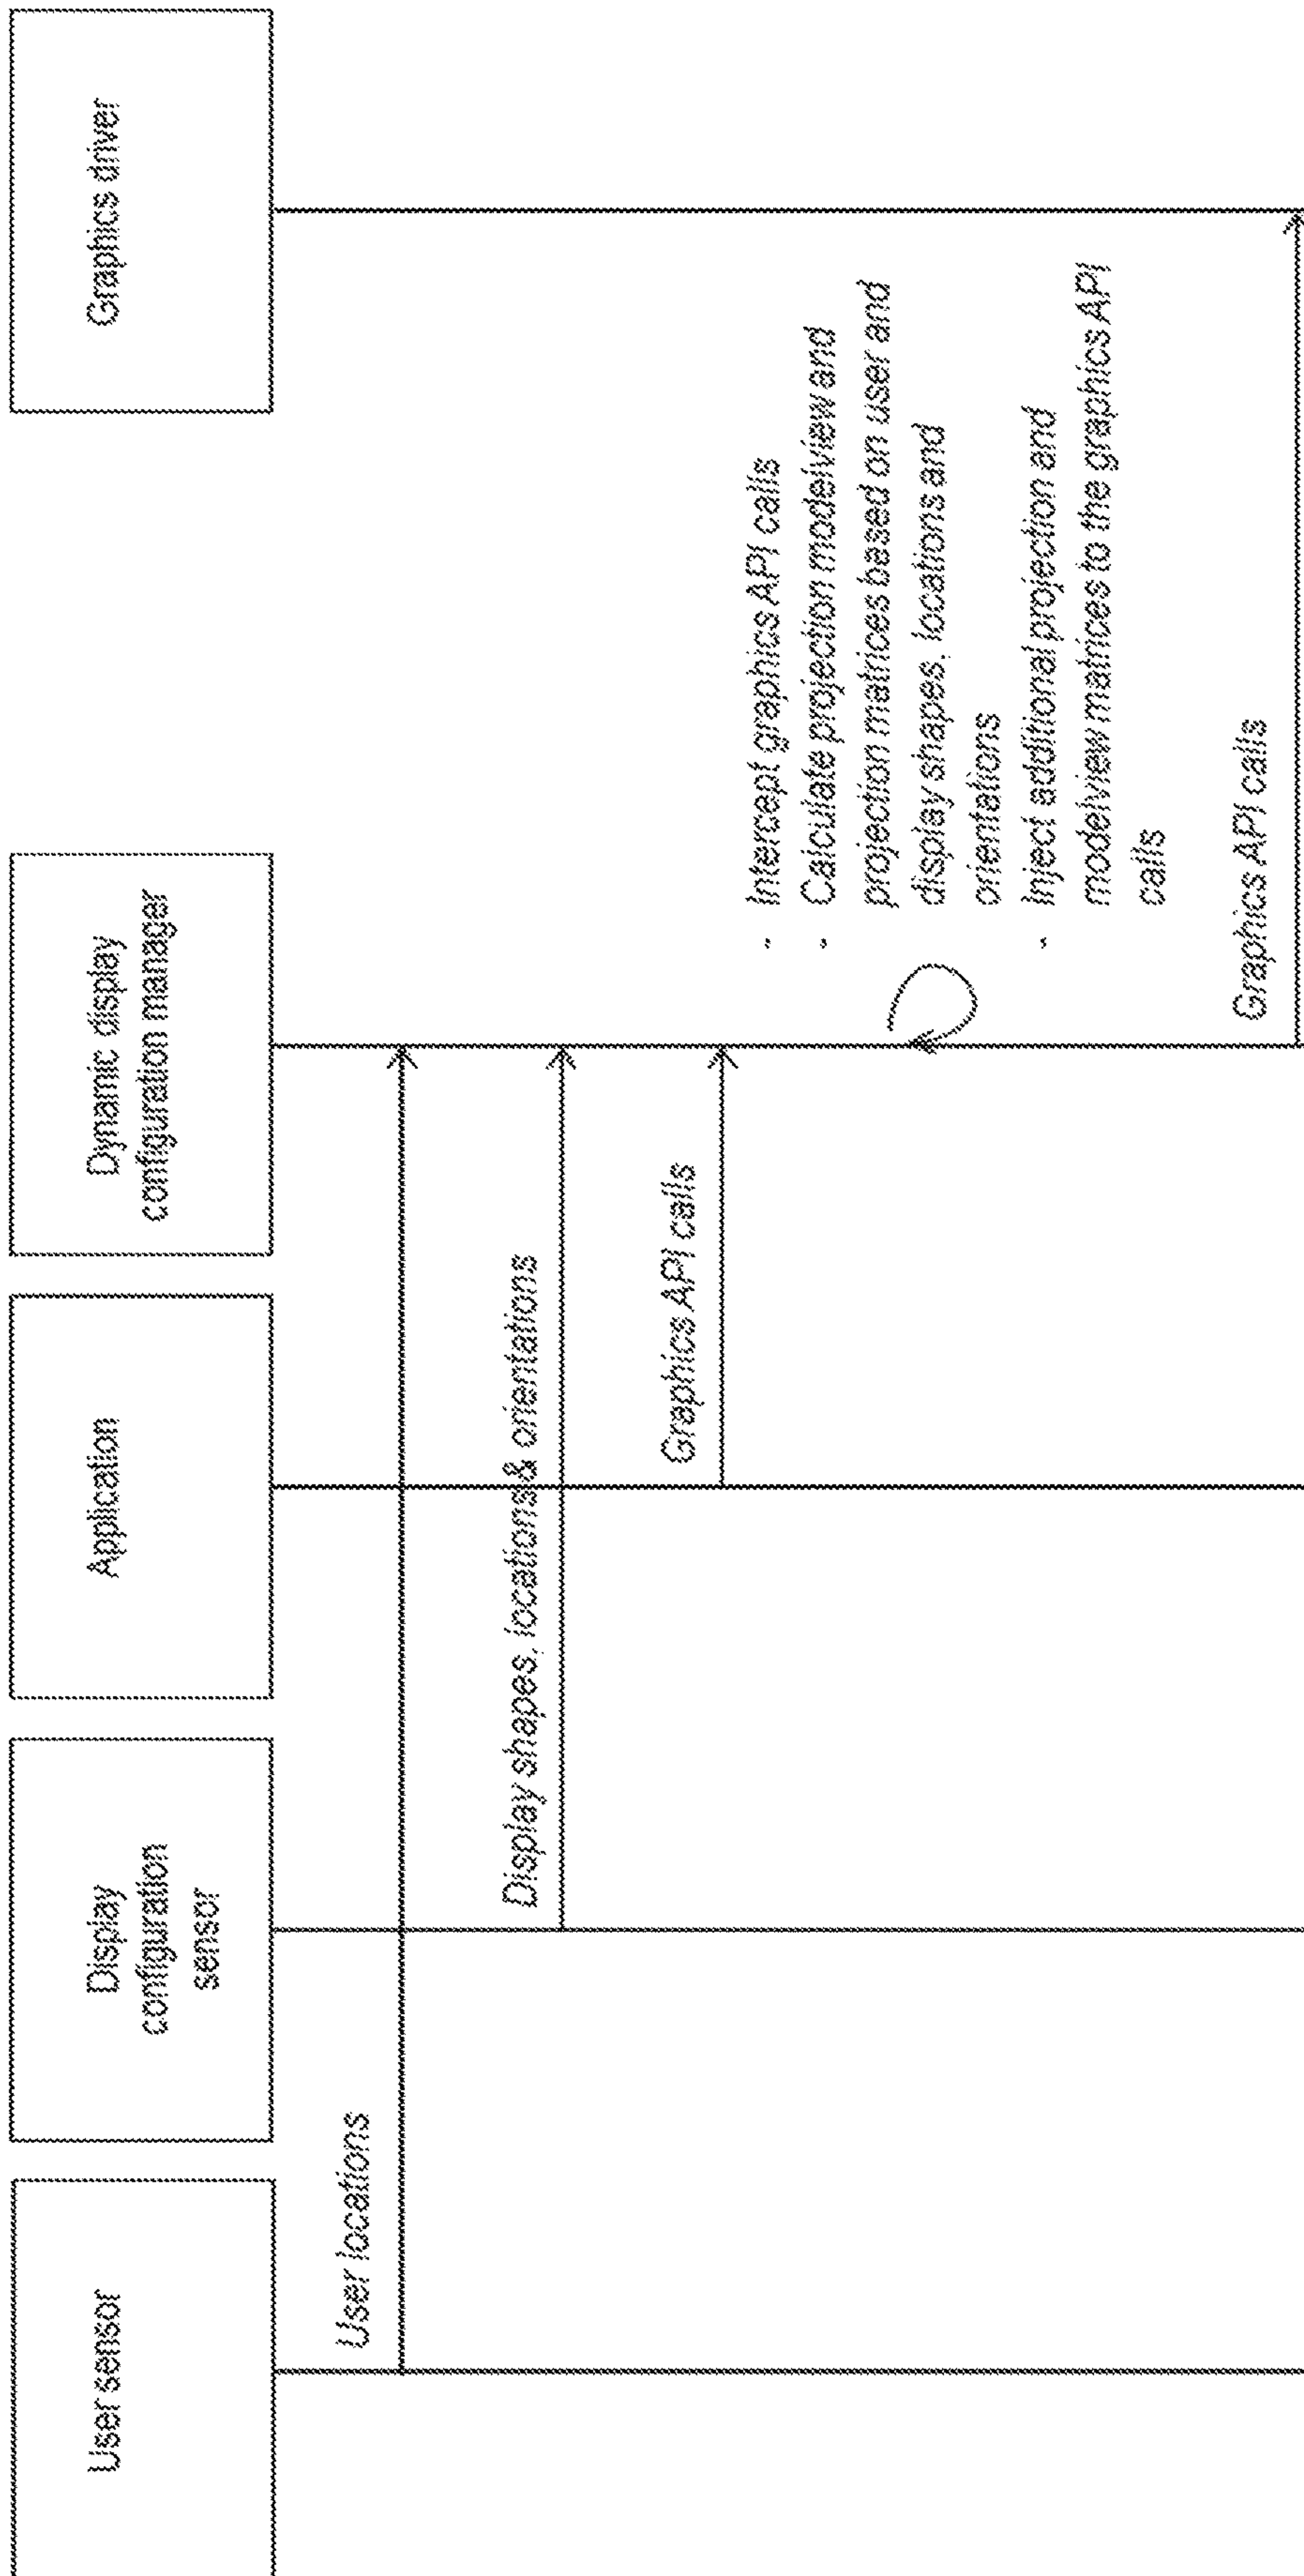 User sensor
Display
configuration
sensor
Application
Dynamic display
configuration manager
Graphics driver
User locations
Display shapes, locations & orientations
Graphics API calls
- Intercept graphics API calls
- Calculate projection modelview and
projection matrices based on user and
display shapes, locations and
orientations
- Inject additional projection and
modelview matrices to the graphics API
calls
Graphics API calls